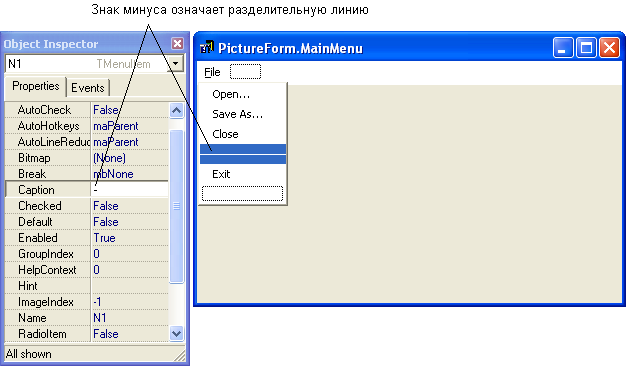 Знак минуса означает разделительную линию
Object Inspector
N1 TMenuItem
Properties Events
AutoCheck False
AutoHotkeys maParent
AutoLineReduc maParent
Bitmap (None)
Break mbNone
Caption -
Checked False
Default False
Enabled True
GroupIndex 0
HelpContext 0
Hint
ImageIndex -1
Name N1
RadioItem False
All shown
PictureForm.MainMenu
File
Open...
Save As...
Close
Exit